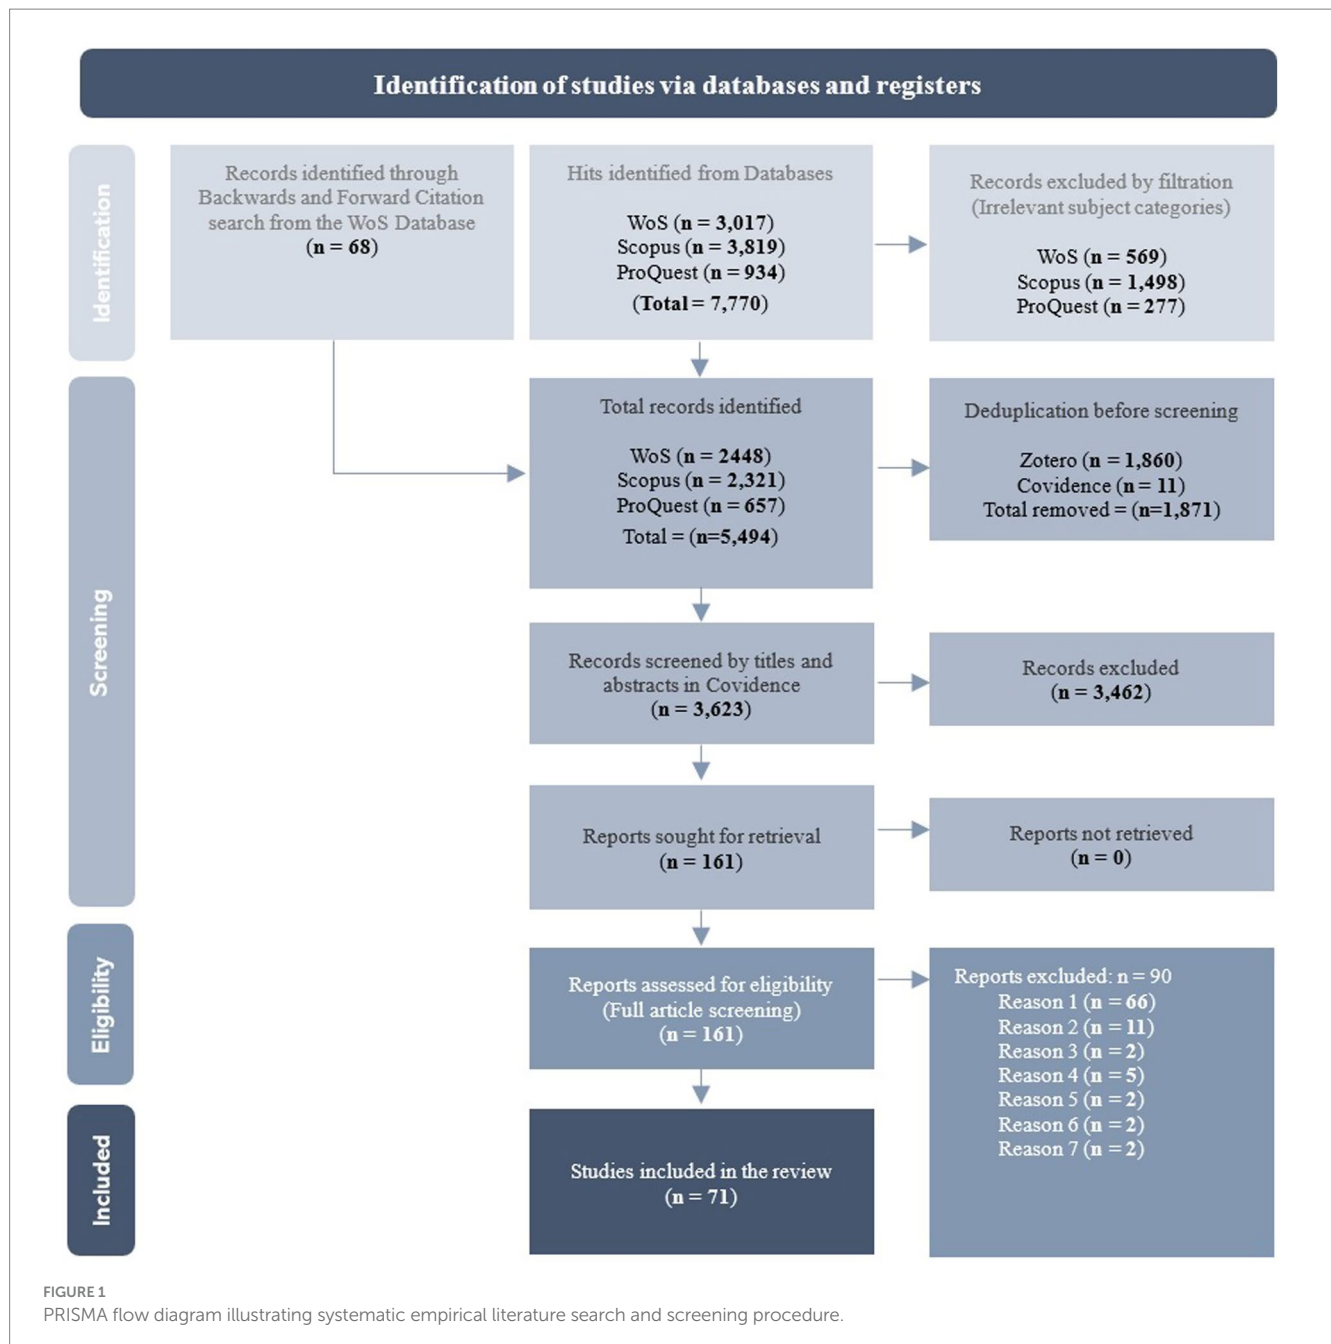 Identification of studies via databases and registers
Identification
Records identified through
Backwards and Forward Citation
search from the WoS Database
(n = 68)
Hits identified from Databases
WoS (n = 3,017)
Scopus (n = 3,819)
ProQuest (n = 934)
(Total = 7,770)
Records excluded by filtration
(Irrelevant subject categories)
WoS (n = 569)
Scopus (n = 1,498)
ProQuest (n = 277)
Screening
Total records identified
WoS (n = 2448)
Scopus (n = 2,321)
ProQuest (n = 657)
Total = (n=5,494)
Deduplication before screening
Zotero (n = 1,860)
Covidence (n = 11)
Total removed = (n=1,871)
Records screened by titles and
abstracts in Covidence
(n = 3,623)
Records excluded
(n = 3,462)
Reports sought for retrieval
(n = 161)
Reports not retrieved
(n = 0)
Eligibility
Reports assessed for eligibility
(Full article screening)
(n = 161)
Reports excluded: n = 90
Reason 1 (n = 66)
Reason 2 (n = 11)
Reason 3 (n = 2)
Reason 4 (n = 5)
Reason 5 (n = 2)
Reason 6 (n = 2)
Reason 7 (n = 2)
Included
Studies included in the review
(n = 71)
FIGURE 1
PRISMA flow diagram illustrating systematic empirical literature search and screening procedure.